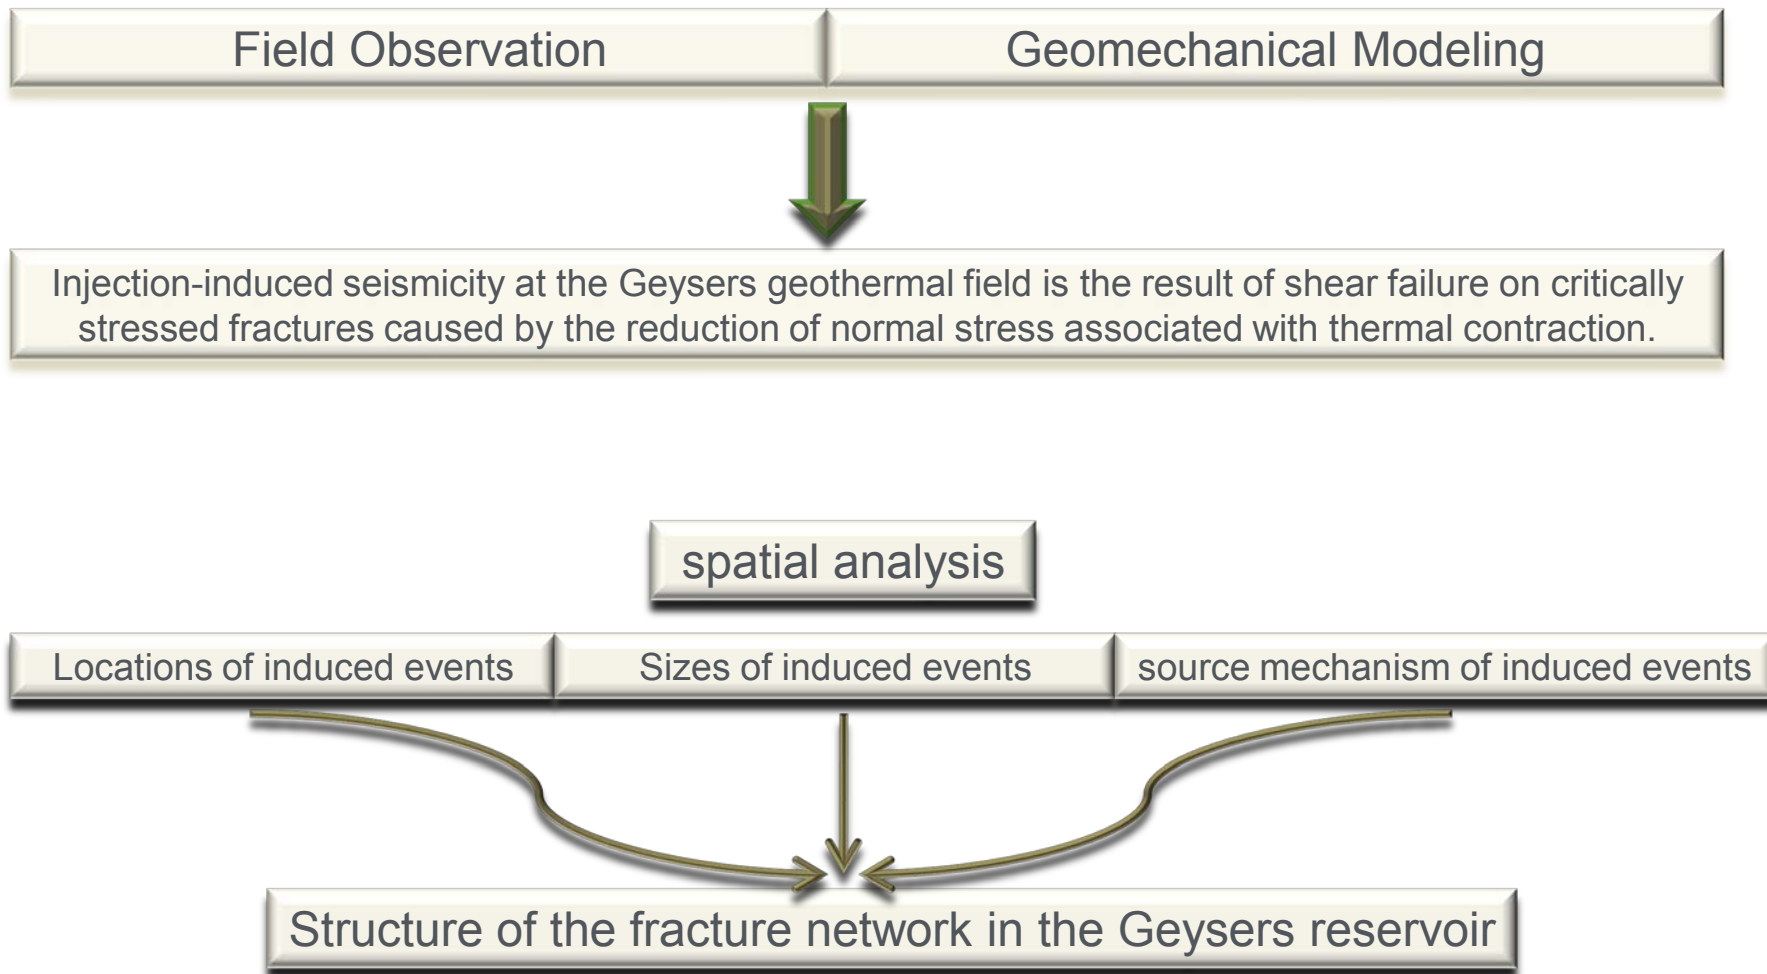 Field Observation
Geomechanical Modeling
Injection-induced seismicity at the Geysers geothermal field is the result of shear failure on critically
stressed fractures caused by the reduction of normal stress associated with thermal contraction.
spatial analysis
Locations of induced events
Sizes of induced events
source mechanism of induced events
Structure of the fracture network in the Geysers reservoir